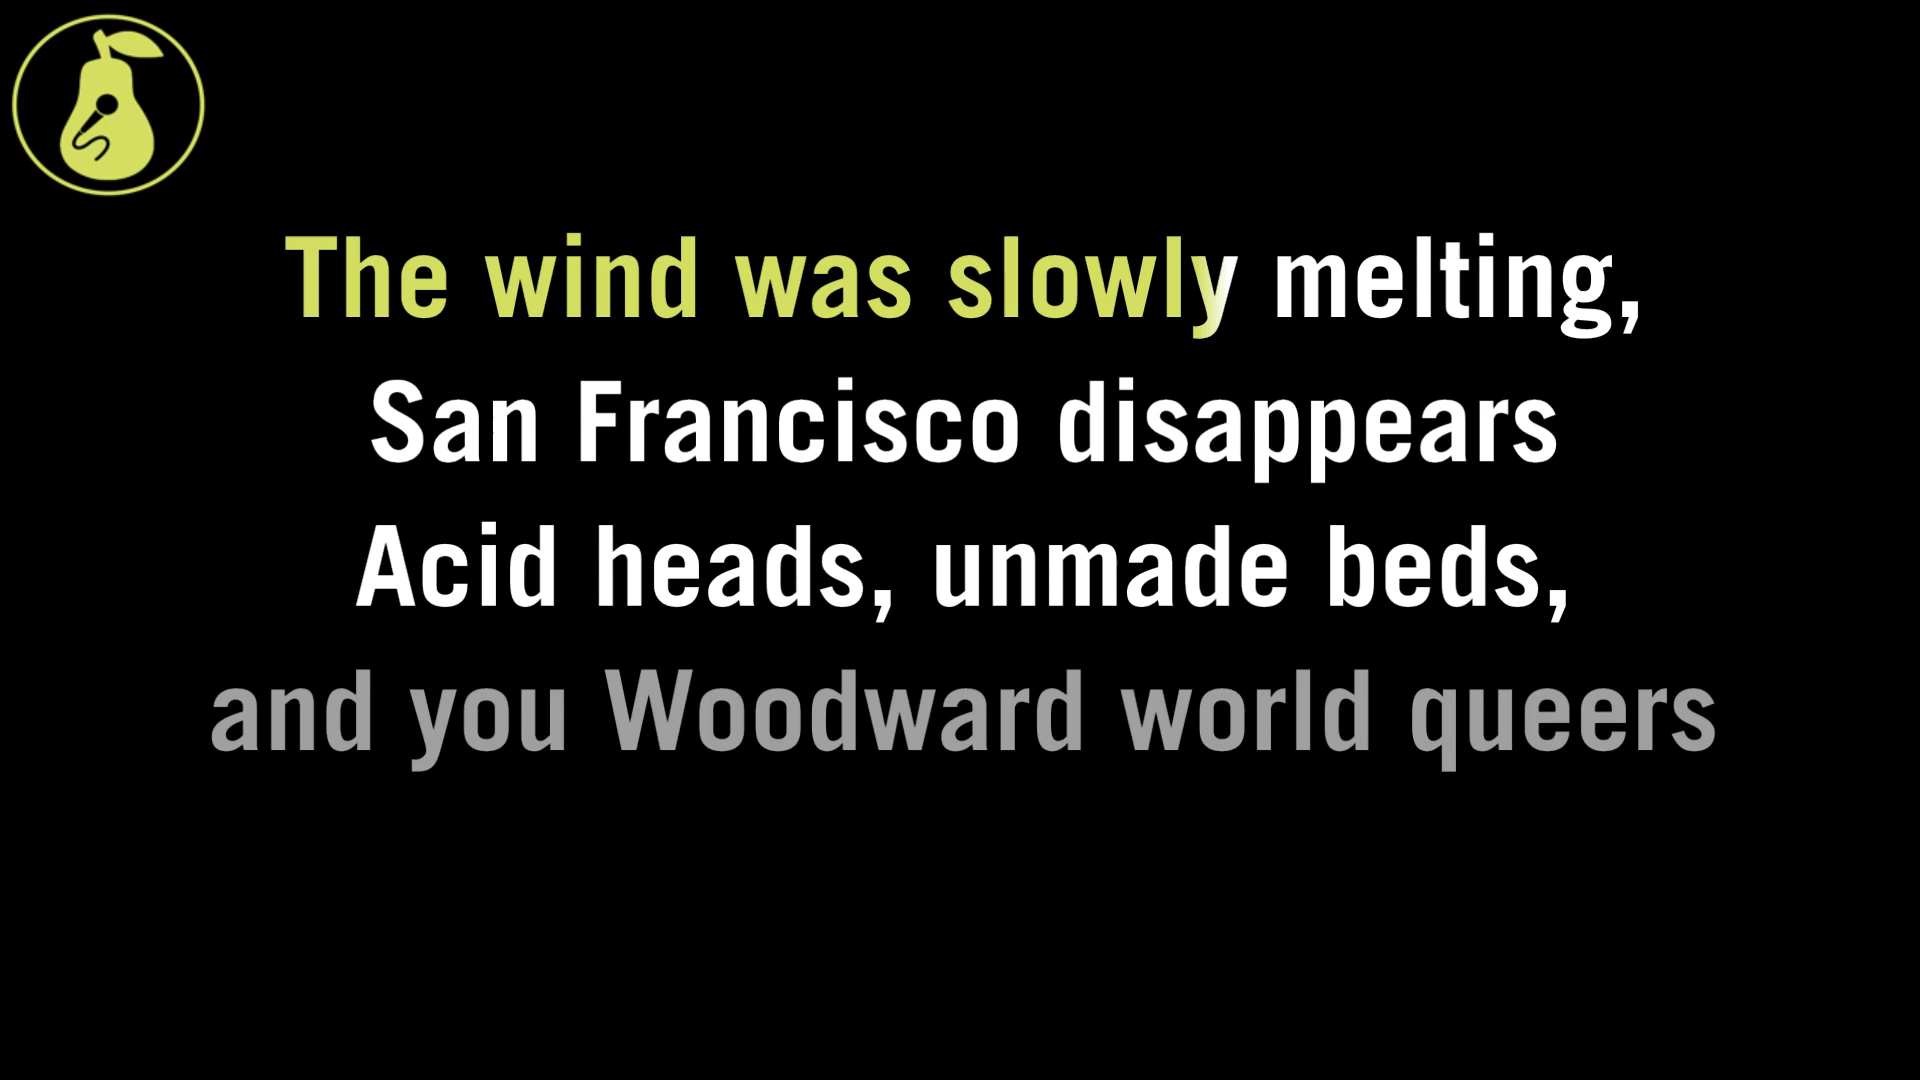 The wind was slowly melting,
San Francisco disappears
Acid heads, unmade beds,
and you Woodward world queers